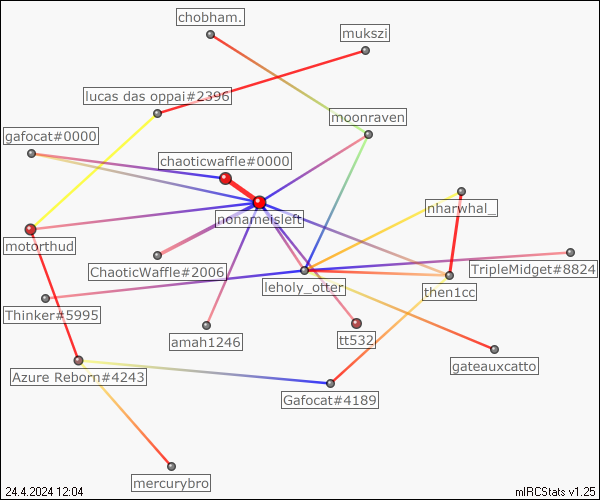 chobham.
mukszi
lucas das oppai#2396
moonraven
gafocat#0000
chaoticwaffle#0000
nharwhal_
nonameisleft
motorthud
ChaoticWaffle#2006
TripleMidget#8824
leholy_otter
then1cc
Thinker#5995
amah1246
tt532
gateauxcatto
Azure Reborn#4243
Gafocat#4189
mercurybro
24.4.2024 12:04
mIRCStats v1.25